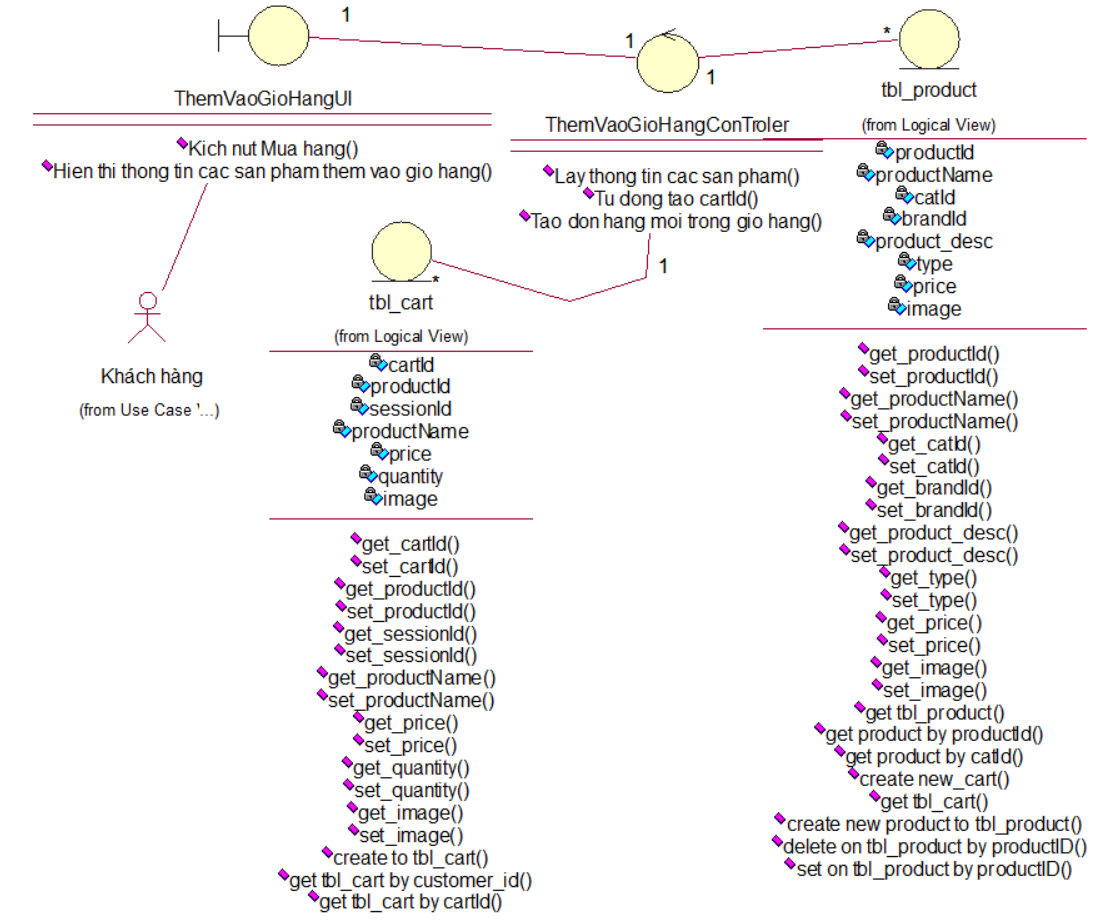 1
1
1
*
ThemVaoGioHangUI
Kich nut Mua hang()
Hien thi thong tin cac san pham them vao gio hang()
ThemVaoGioHangConTroler
Lay thong tin cac san pham()
Tu dong tao cartId()
Tao don hang moi trong gio hang()
1
*
Khách hàng
(from Use Case '...)
tbl_cart
(from Logical View)
cartId
productId
sessionId
productName
price
quantity
image
get_cartId()
set_cartId()
get_productId()
set_productId()
get_sessionId()
set_sessionId()
get_productName()
set_productName()
get_price()
set_price()
get_quantity()
set_quantity()
get_image()
set_image()
create to tbl_cart()
get tbl_cart by customer_id()
get tbl_cart by cartId()
tbl_product
(from Logical View)
productId
productName
catId
brandId
product_desc
type
price
image
get_productId()
set_productId()
get_productName()
set_productName()
get_catId()
set_catId()
get_brandId()
set_brandId()
get_product_desc()
set_product_desc()
get_type()
set_type()
get_price()
set_price()
get_image()
set_image()
get tbl_product()
get product by productId()
get product by catId()
create new_cart()
get tbl_cart()
create new product to tbl_product()
delete on tbl_product by productID()
set on tbl_product by productID()